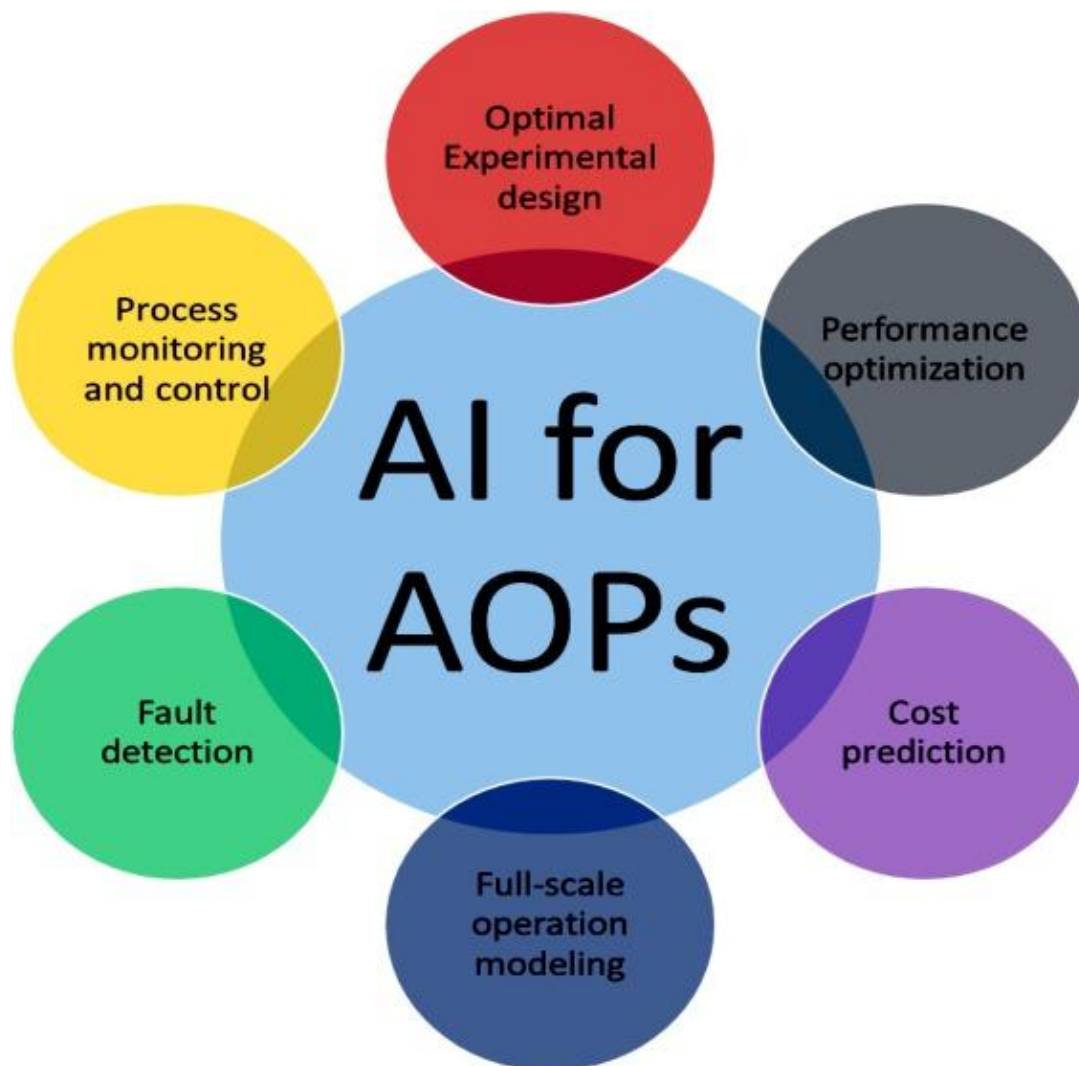 Optimal
Experimental
design
Performance
optimization
Cost
prediction
Full-scale
operation
modeling
Fault
detection
Process
monitoring
and control
AI for
AOPs